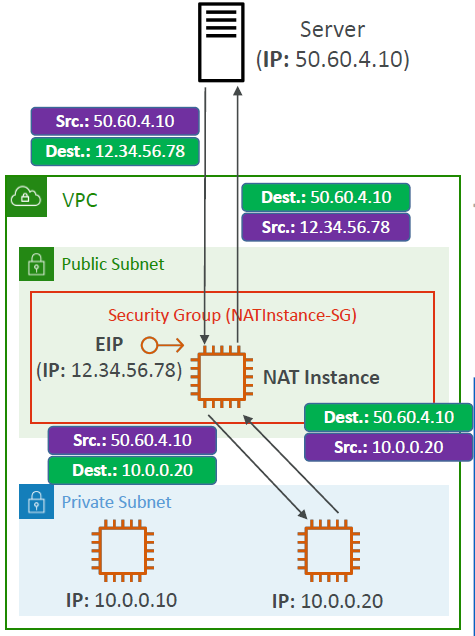 Server
(IP: 50.60.4.10)
Src.: 50.60.4.10
Dest.: 12.34.56.78
VPC
Dest.: 50.60.4.10
Src.: 12.34.56.78
Public Subnet
Security Group (NATInstance-SG)
EIP
(IP: 12.34.56.78)
NAT Instance
Dest.: 50.60.4.10
Src.: 10.0.0.20
Src.: 50.60.4.10
Dest.: 10.0.0.20
Private Subnet
IP: 10.0.0.10
IP: 10.0.0.20